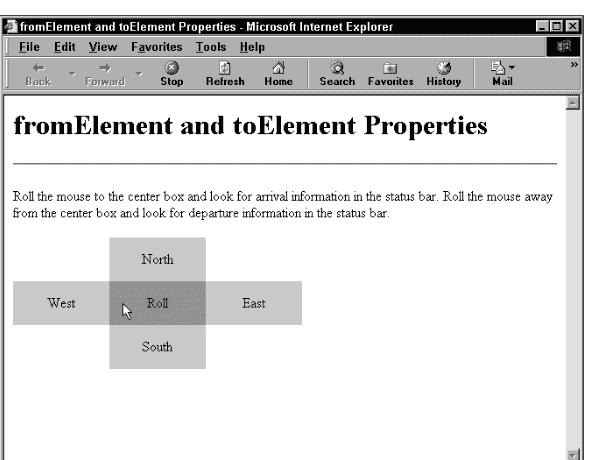 fromElement and toElement Properties - Microsoft Internet Explorer
File Edit View Favorites Tools Help
Back Forward Stop Refresh Home Search Favorites History Mail »
fromElement and toElement Properties
Roll the mouse to the center box and look for arrival information in the status bar. Roll the mouse away
from the center box and look for departure information in the status bar.
North
West Roll East
South